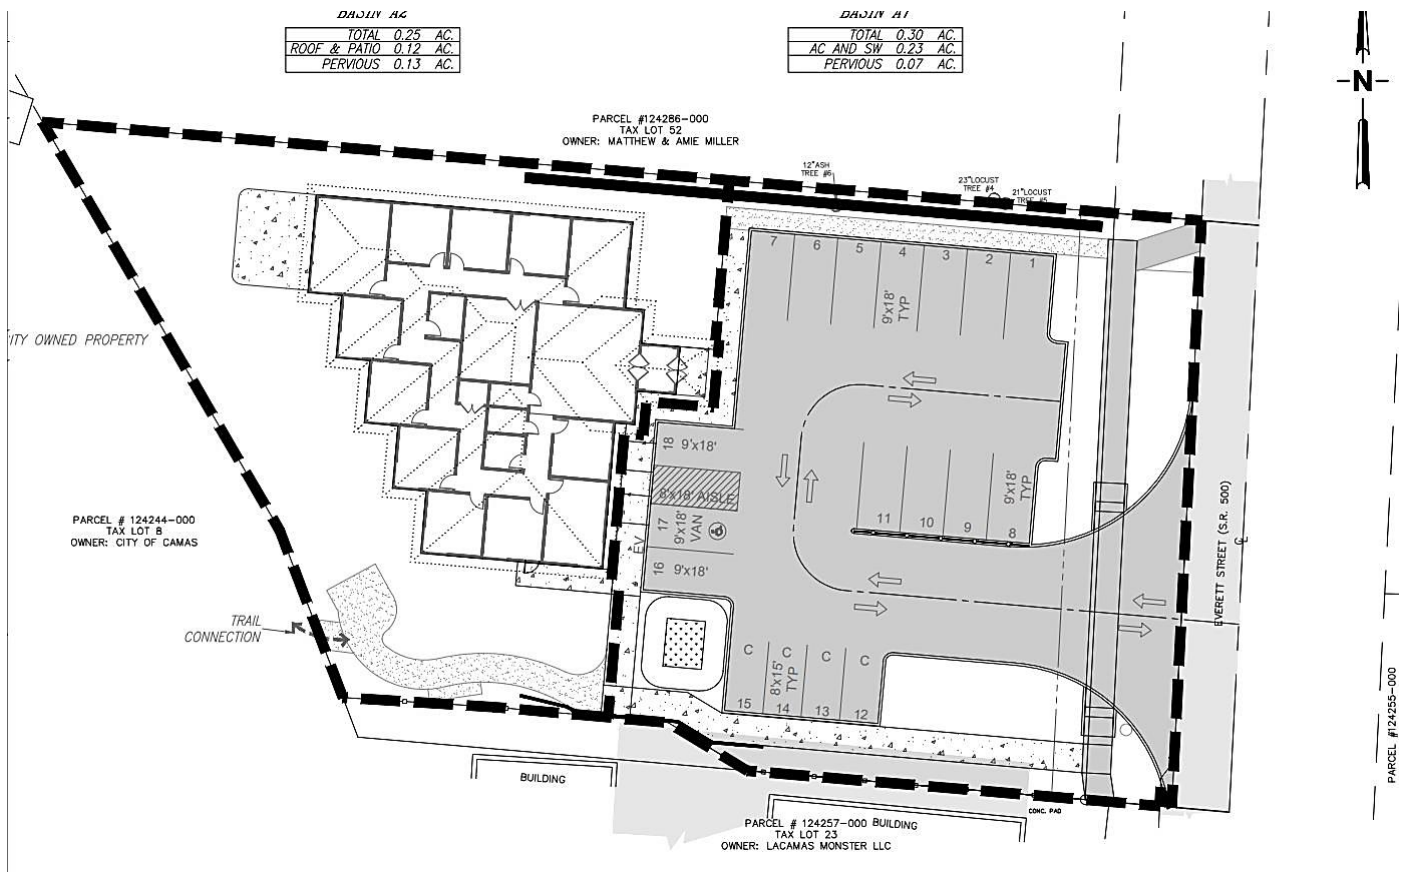 BASIN A2
TOTAL 0.25 AC.
ROOF & PATIO 0.12 AC.
PERVIOUS 0.13 AC.
BASIN A1
TOTAL 0.30 AC.
AC AND SW 0.23 AC.
PERVIOUS 0.07 AC.
-N-
PARCEL #124286-000
TAX LOT 52
OWNER: MATTHEW & AMIE MILLER
12"ASH
TREE #6
23"LOCUST
TREE #4
21"LOCUST
TREE #5
7
6
5
4
3
2
1
9'x18'
TYP
ITY OWNED PROPERTY
18 9'x18'
8'x18' AISLE
17
9'x18'
VAN
EV
16 9'x18'
11
10
9
8
9'x18'
TYP
PARCEL # 124244-000
TAX LOT 8
OWNER: CITY OF CAMAS
TRAIL
CONNECTION
C
C
C
C
8'x15'
TYP
15
14
13
12
EVERETT STREET (S.R. 500)
PARCEL #124255-000
BUILDING
CONC. PAD
PARCEL # 124257-000
BUILDING
TAX LOT 23
OWNER: LACAMAS MONSTER LLC